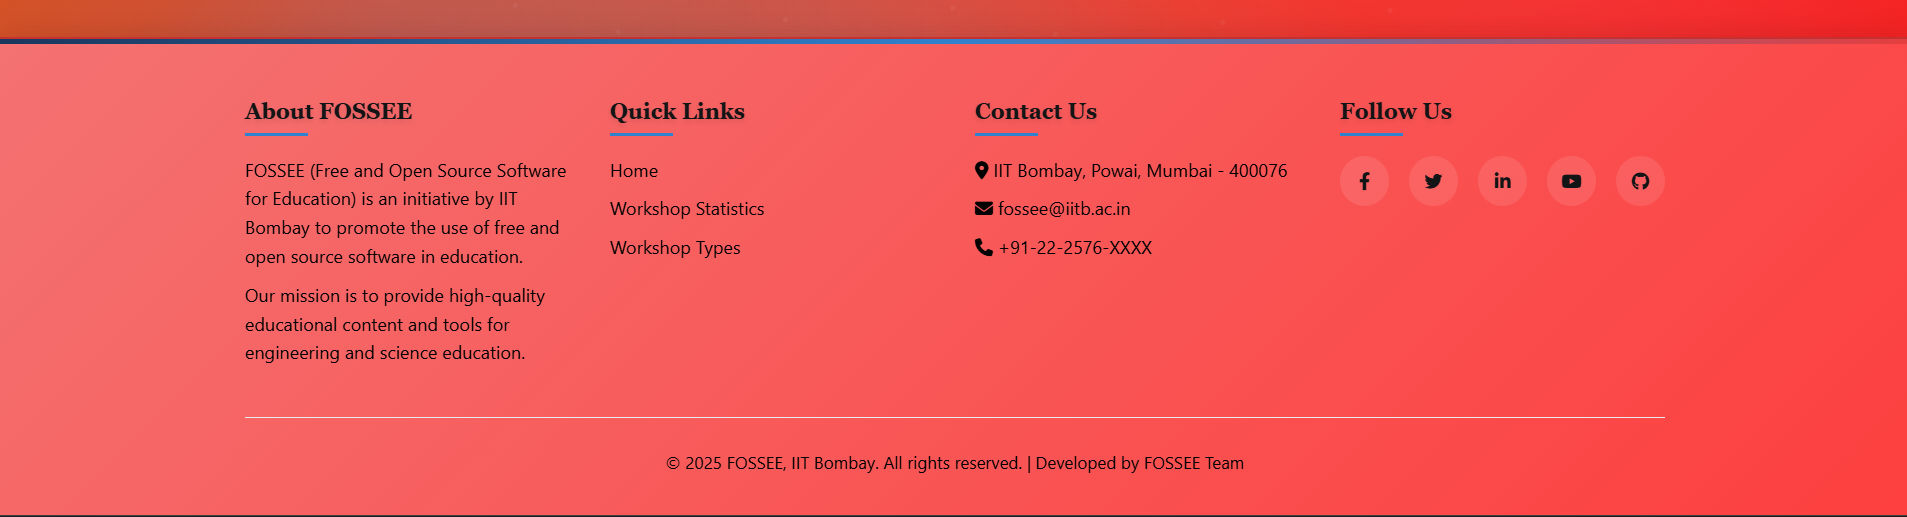 About FOSSEE
FOSSEE (Free and Open Source Software
for Education) is an initiative by IIT
Bombay to promote the use of free and
open source software in education.
Our mission is to provide high-quality
educational content and tools for
engineering and science education.
Quick Links
Home
Workshop Statistics
Workshop Types
Contact Us
IIT Bombay, Powai, Mumbai - 400076
fossee@iitb.ac.in
+91-22-2576-XXXX
Follow Us
© 2025 FOSSEE, IIT Bombay. All rights reserved. | Developed by FOSSEE Team